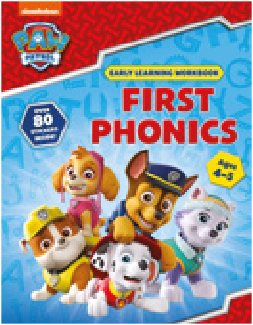 nickelodeon
PAW
PATROL
EARLY LEARNING WORKBOOK
FIRST
PHONICS
OVER
80
STICKERS
INSIDE!
Ages
4–5